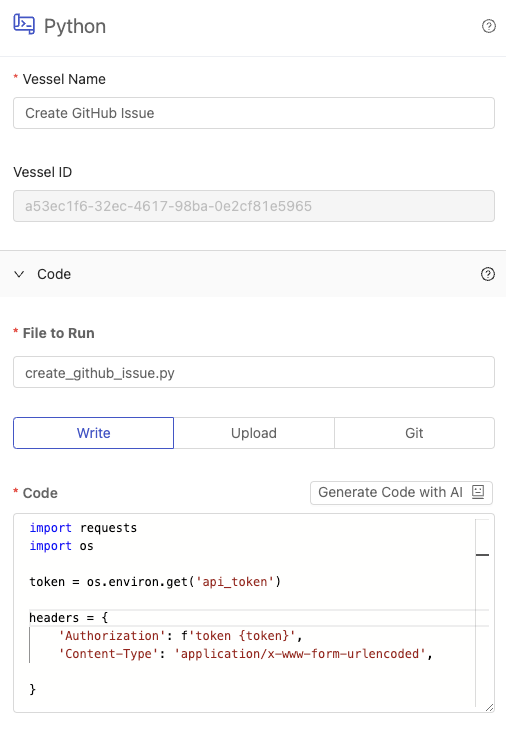 Python
* Vessel Name
Create GitHub Issue
Vessel ID
a53ec1f6-32ec-4617-98ba-0e2cf81e5965
Code
* File to Run
create_github_issue.py
Write Upload Git
* Code Generate Code with AI
import requests
import os
token = os.environ.get('api_token')
headers = {
    'Authorization': f'token {token}',
    'Content-Type': 'application/x-www-form-urlencoded',
}